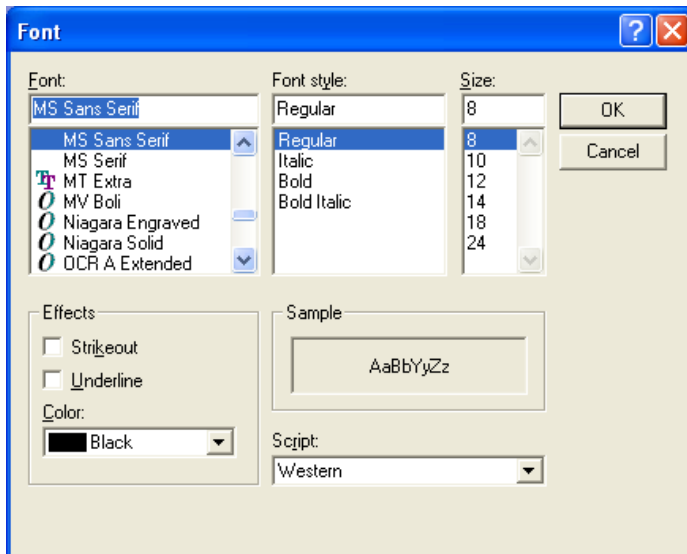 Font
Font:
MS Sans Serif
MS Sans Serif
MS Serif
MT Extra
MV Boli
Niagara Engraved
Niagara Solid
OCR A Extended
Font style:
Regular
Regular
Italic
Bold
Bold Italic
Size:
8
8
10
12
14
18
24
OK
Cancel
Effects
Strikeout
Underline
Color:
Black
Sample
AaBbYyZz
Script:
Western